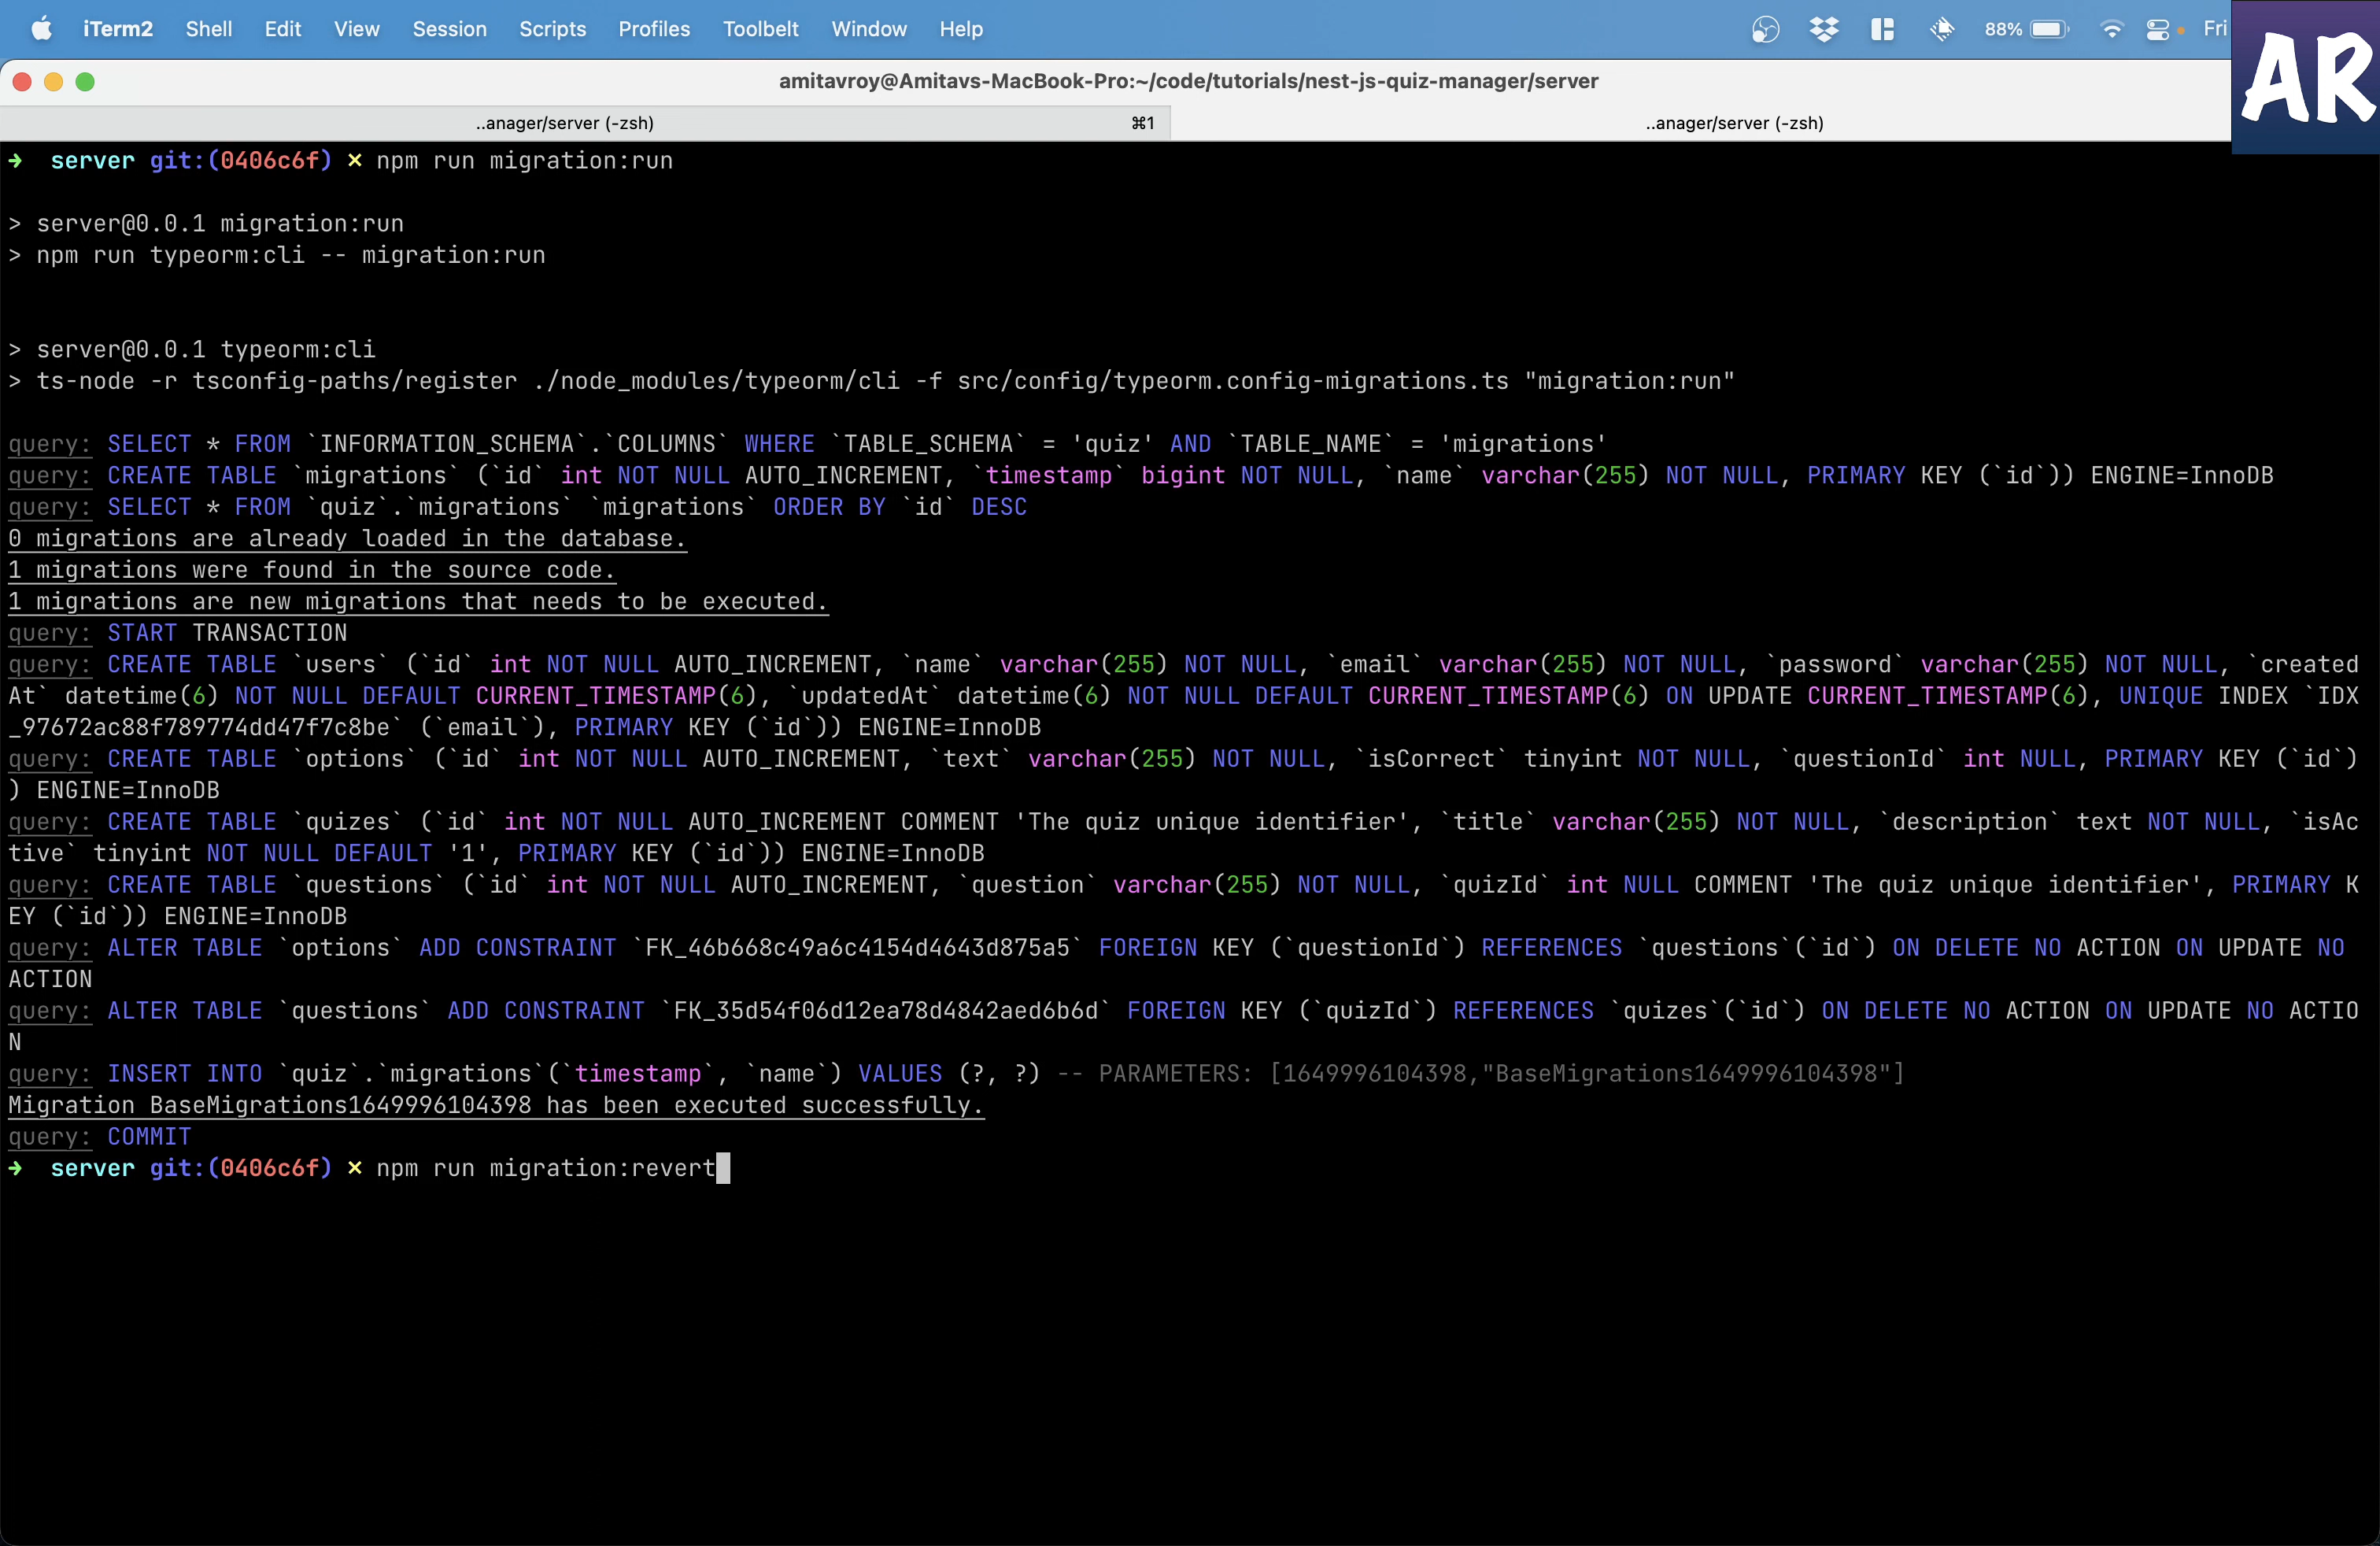 iTerm2 Shell Edit View Session Scripts Profiles Toolbelt Window Help 88% Fri
AR
amitavroy@Amitavs-MacBook-Pro:~/code/tutorials/nest-js-quiz-manager/server
..anager/server (-zsh) ⌘1 ..anager/server (-zsh)
➜ server git:(0406c6f) ✗ npm run migration:run
> server@0.0.1 migration:run
> npm run typeorm:cli -- migration:run
> server@0.0.1 typeorm:cli
> ts-node -r tsconfig-paths/register ./node_modules/typeorm/cli -f src/config/typeorm.config-migrations.ts "migration:run"
query: SELECT * FROM `INFORMATION_SCHEMA`.`COLUMNS` WHERE `TABLE_SCHEMA` = 'quiz' AND `TABLE_NAME` = 'migrations'
query: CREATE TABLE `migrations` (`id` int NOT NULL AUTO_INCREMENT, `timestamp` bigint NOT NULL, `name` varchar(255) NOT NULL, PRIMARY KEY (`id`)) ENGINE=InnoDB
query: SELECT * FROM `quiz`.`migrations` `migrations` ORDER BY `id` DESC
0 migrations are already loaded in the database.
1 migrations were found in the source code.
1 migrations are new migrations that needs to be executed.
query: START TRANSACTION
query: CREATE TABLE `users` (`id` int NOT NULL AUTO_INCREMENT, `name` varchar(255) NOT NULL, `email` varchar(255) NOT NULL, `password` varchar(255) NOT NULL, `created
At` datetime(6) NOT NULL DEFAULT CURRENT_TIMESTAMP(6), `updatedAt` datetime(6) NOT NULL DEFAULT CURRENT_TIMESTAMP(6) ON UPDATE CURRENT_TIMESTAMP(6), UNIQUE INDEX `IDX
_97672ac88f789774dd47f7c8be` (`email`), PRIMARY KEY (`id`)) ENGINE=InnoDB
query: CREATE TABLE `options` (`id` int NOT NULL AUTO_INCREMENT, `text` varchar(255) NOT NULL, `isCorrect` tinyint NOT NULL, `questionId` int NULL, PRIMARY KEY (`id`)
) ENGINE=InnoDB
query: CREATE TABLE `quizes` (`id` int NOT NULL AUTO_INCREMENT COMMENT 'The quiz unique identifier', `title` varchar(255) NOT NULL, `description` text NOT NULL, `isAc
tive` tinyint NOT NULL DEFAULT '1', PRIMARY KEY (`id`)) ENGINE=InnoDB
query: CREATE TABLE `questions` (`id` int NOT NULL AUTO_INCREMENT, `question` varchar(255) NOT NULL, `quizId` int NULL COMMENT 'The quiz unique identifier', PRIMARY K
EY (`id`)) ENGINE=InnoDB
query: ALTER TABLE `options` ADD CONSTRAINT `FK_46b668c49a6c4154d4643d875a5` FOREIGN KEY (`questionId`) REFERENCES `questions`(`id`) ON DELETE NO ACTION ON UPDATE NO
ACTION
query: ALTER TABLE `questions` ADD CONSTRAINT `FK_35d54f06d12ea78d4842aed6b6d` FOREIGN KEY (`quizId`) REFERENCES `quizes`(`id`) ON DELETE NO ACTION ON UPDATE NO ACTIO
N
query: INSERT INTO `quiz`.`migrations`(`timestamp`, `name`) VALUES (?, ?) -- PARAMETERS: [1649996104398,"BaseMigrations1649996104398"]
Migration BaseMigrations1649996104398 has been executed successfully.
query: COMMIT
➜ server git:(0406c6f) ✗ npm run migration:revert